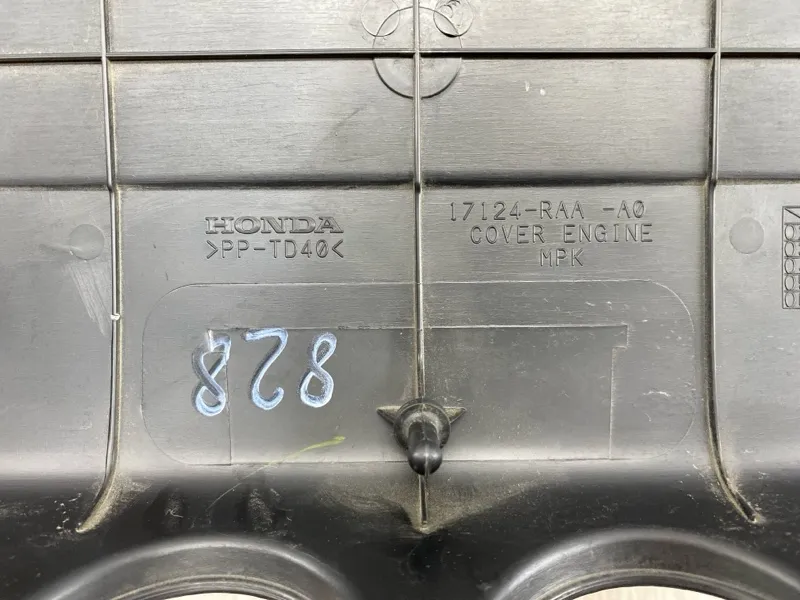 HONDA
>PP-TD40<
17124-RAA -A0
COVER ENGINE
MPK
828